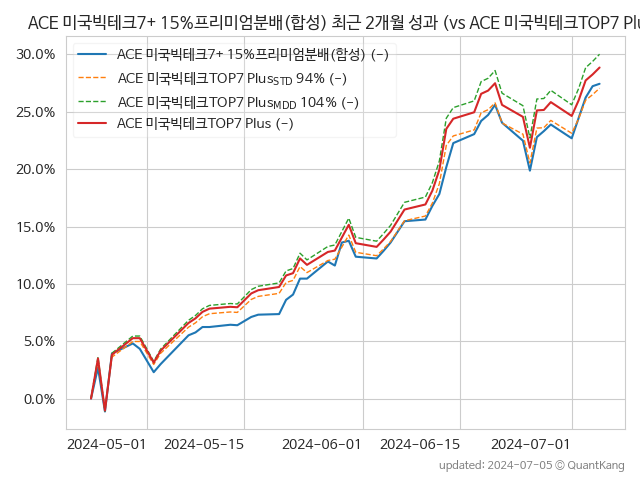 ACE 미국빅테크7+ 15%프리미엄분배(합성) 최근 2개월 성과 (vs ACE 미국빅테크TOP7 Plu
30.0%
25.0%
20.0%
15.0%
10.0%
5.0%
0.0%
ACE 미국빅테크7+ 15%프리미엄분배(합성) (-)
ACE 미국빅테크TOP7 PlusSTD 94% (-)
ACE 미국빅테크TOP7 PlusMDD 104% (-)
ACE 미국빅테크TOP7 Plus (-)
2024-05-01 2024-05-15 2024-06-01 2024-06-15 2024-07-01
updated: 2024-07-05 © QuantKang